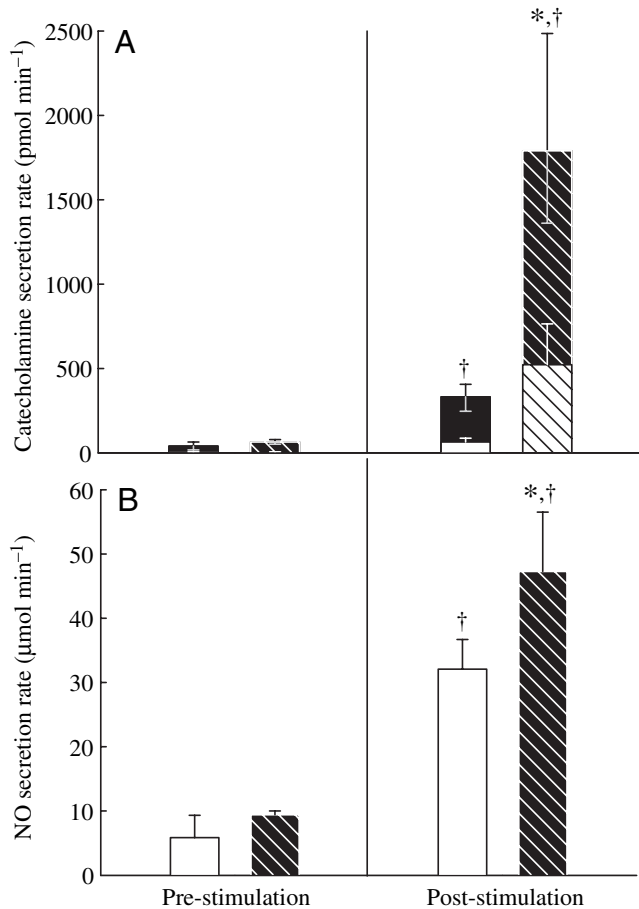 A
Catecholamine secretion rate (pmol min⁻¹)
2500
2000
1500
1000
500
0
†
*,†
B
NO secretion rate (µmol min⁻¹)
60
50
40
30
20
10
0
†
*,†
Pre-stimulation
Post-stimulation